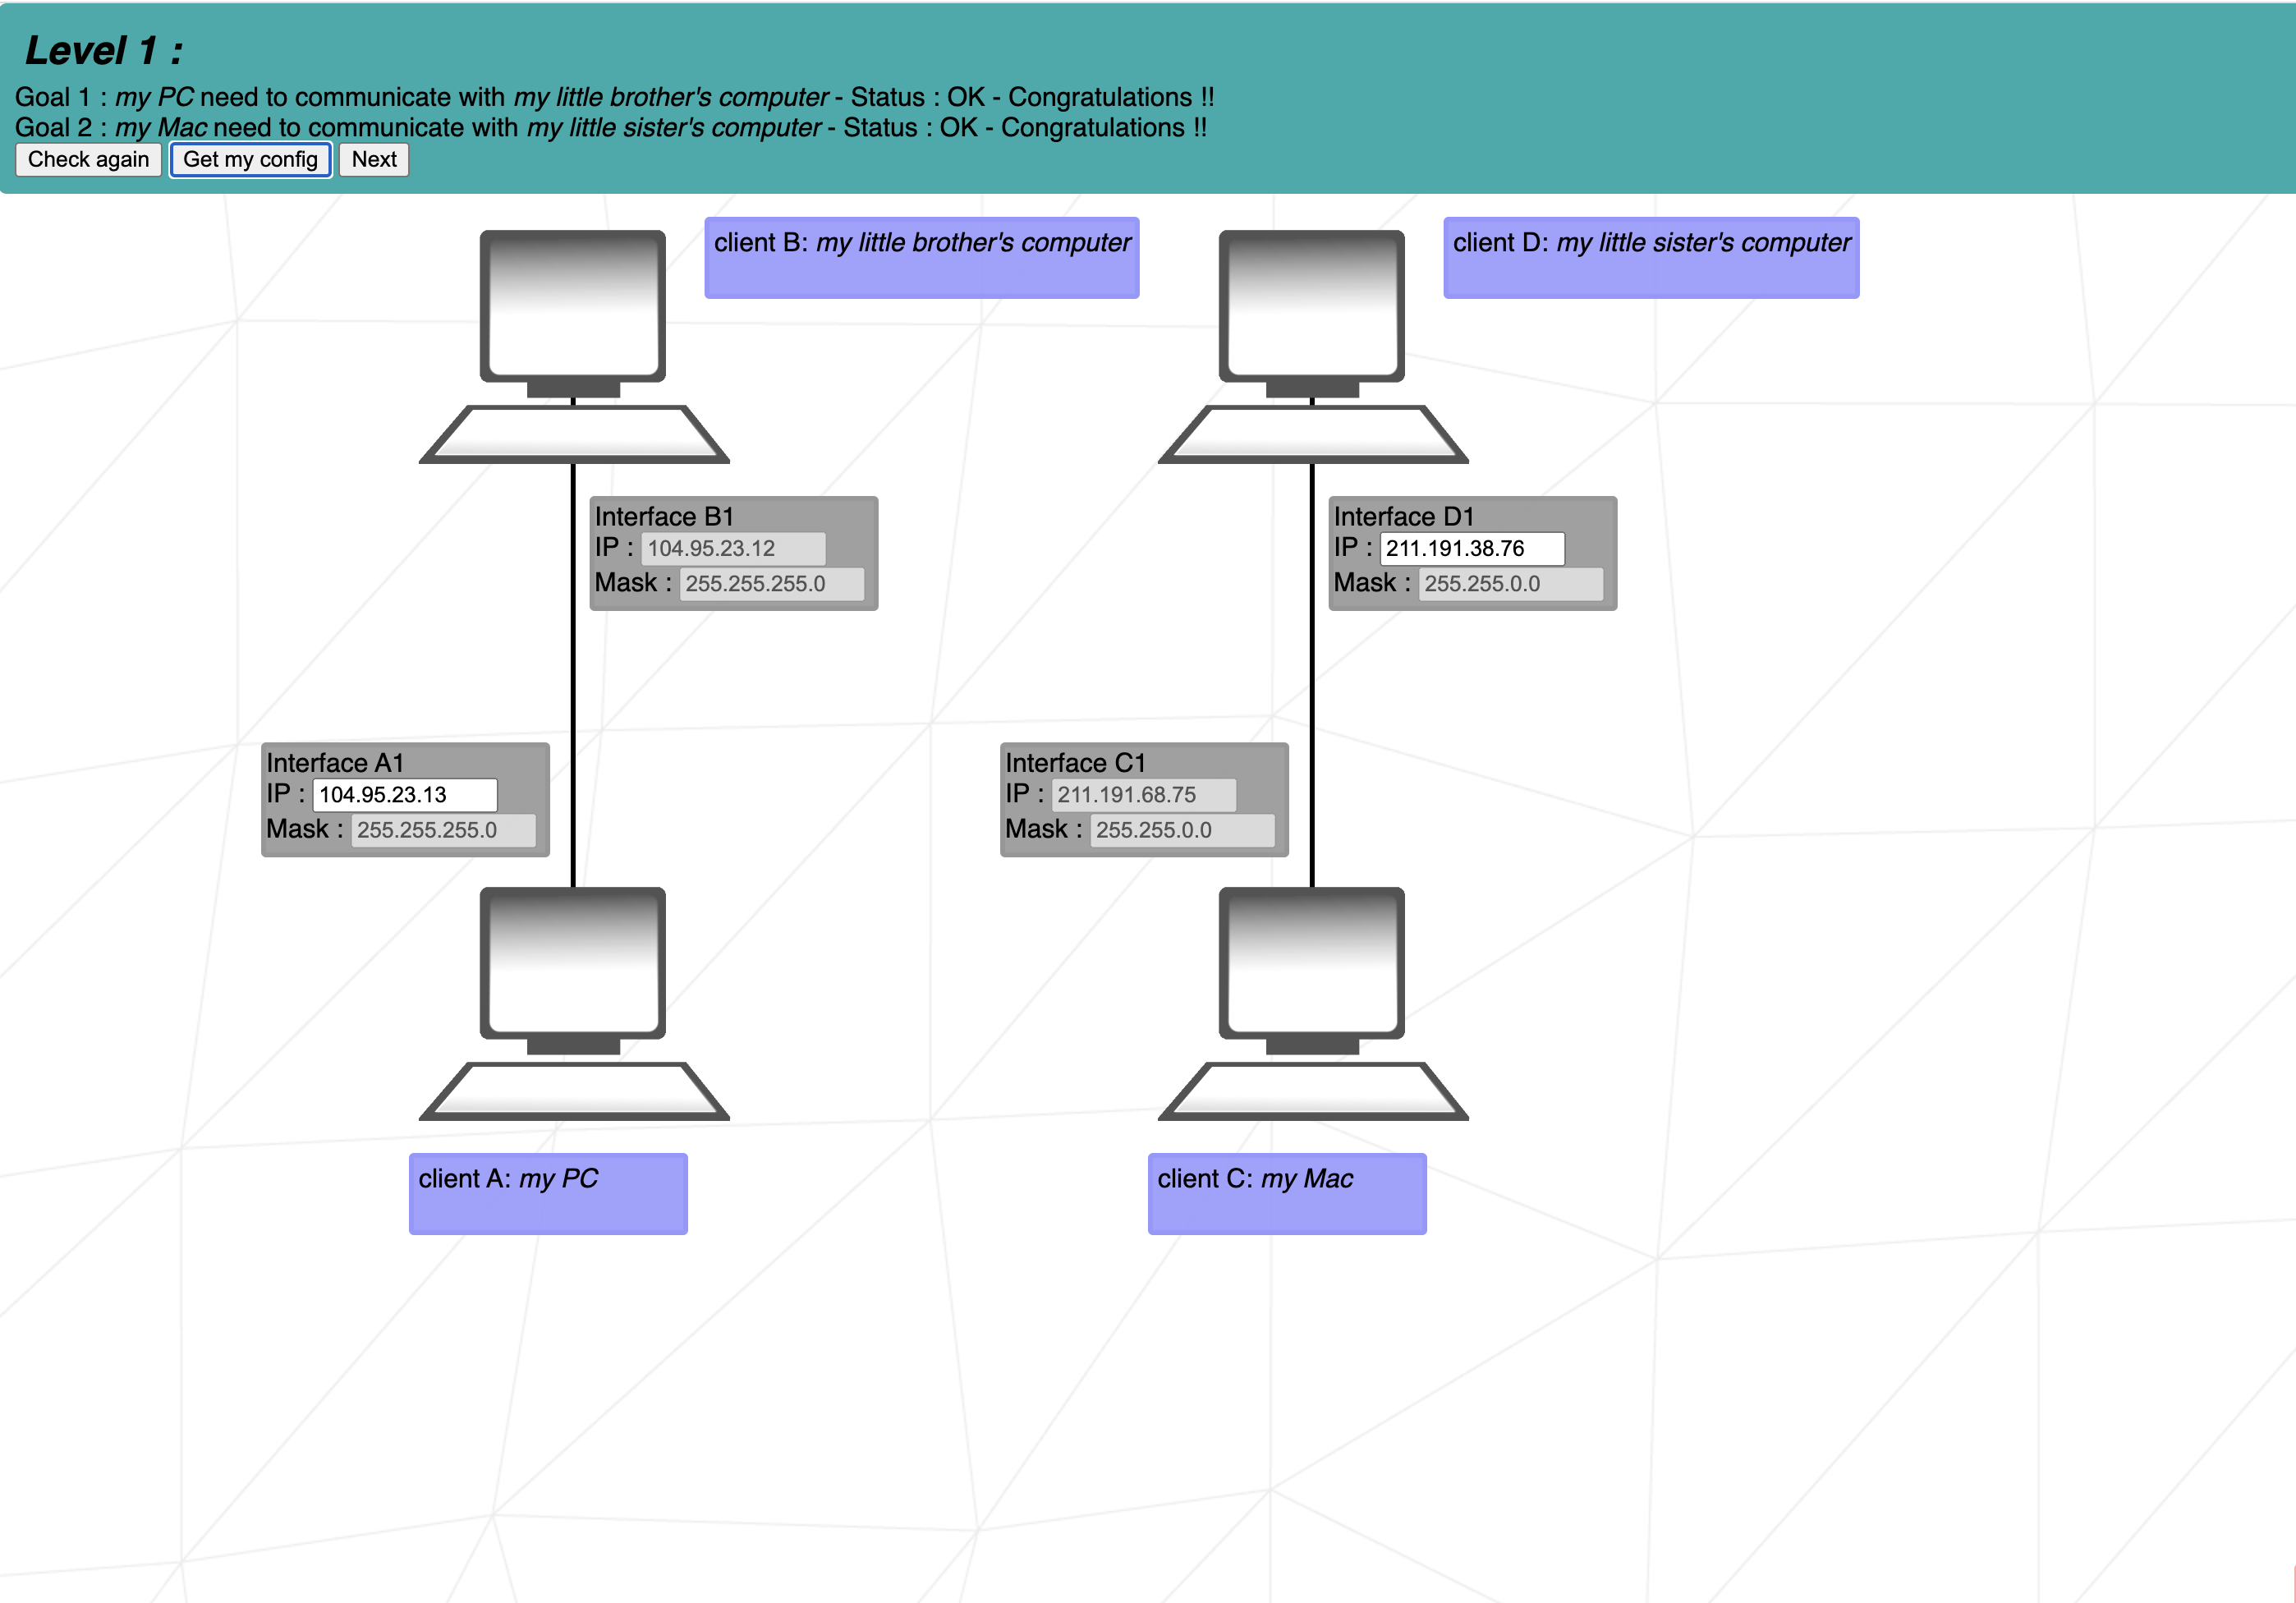 Level 1 :
Goal 1 : my PC need to communicate with my little brother's computer - Status : OK - Congratulations !!
Goal 2 : my Mac need to communicate with my little sister's computer - Status : OK - Congratulations !!
Check again Get my config Next
client B: my little brother's computer
client D: my little sister's computer
Interface B1
IP : 104.95.23.12
Mask : 255.255.255.0
Interface D1
IP : 211.191.38.76
Mask : 255.255.0.0
Interface A1
IP : 104.95.23.13
Mask : 255.255.255.0
Interface C1
IP : 211.191.68.75
Mask : 255.255.0.0
client A: my PC
client C: my Mac